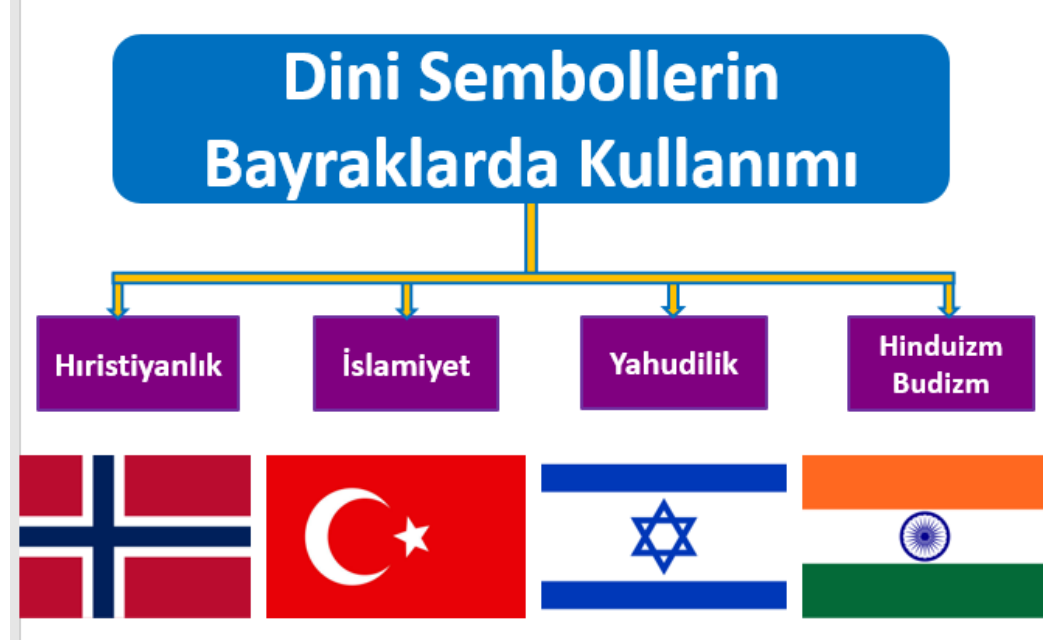 Dini Sembollerin
Bayraklarda Kullanımı
Hıristiyanlık
İslamiyet
Yahudilik
Hinduizm
Budizm